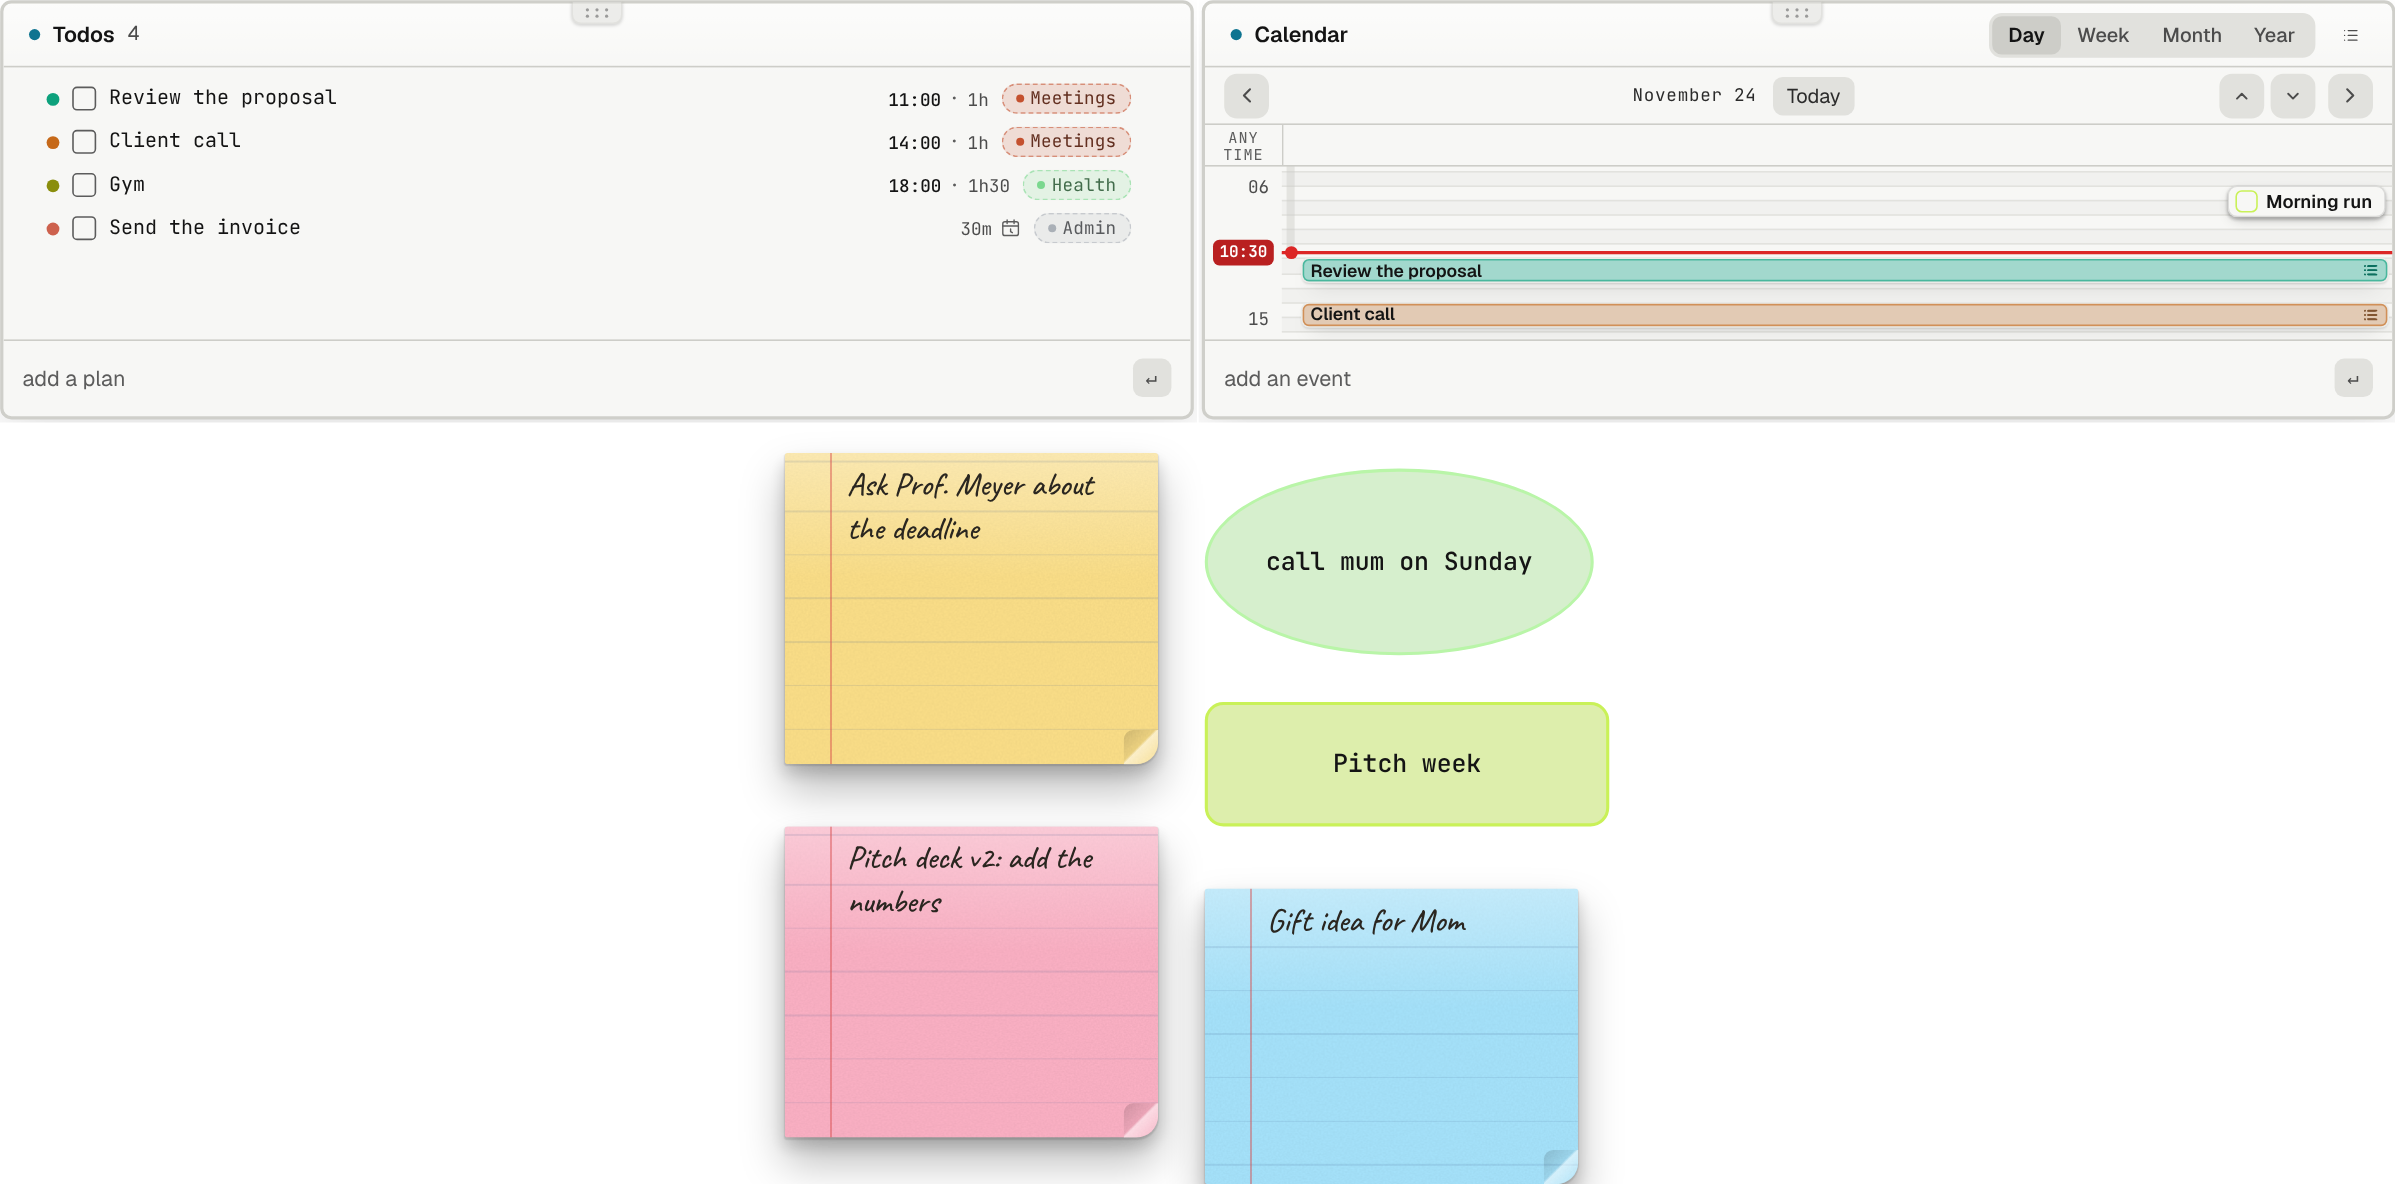 Todos 4
Review the proposal 11:00 · 1h Meetings
Client call 14:00 · 1h Meetings
Gym 18:00 · 1h30 Health
Send the invoice 30m Admin
add a plan
Calendar Day Week Month Year
November 24 Today
ANY
TIME
06
Morning run
10:30
Review the proposal
Client call
15
add an event
Ask Prof. Meyer about
the deadline
call mum on Sunday
Pitch week
Pitch deck v2: add the
numbers
Gift idea for Mom